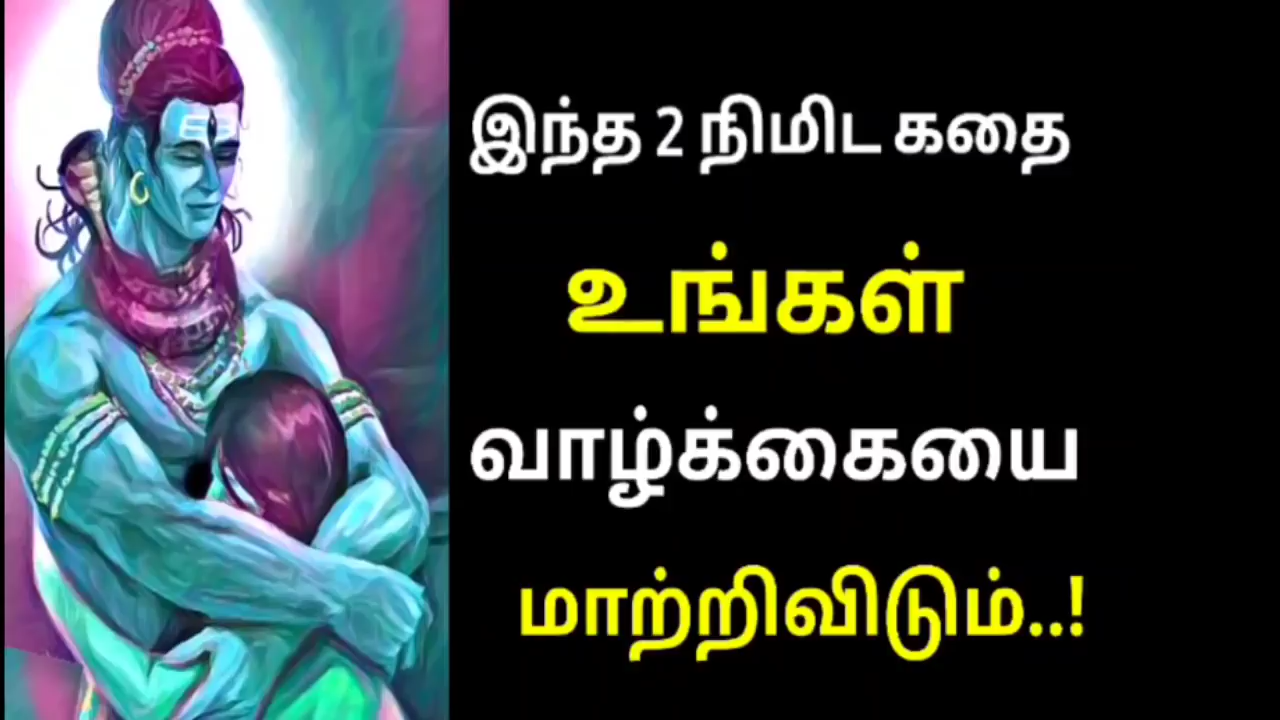 இந்த 2 நிமிட கதை
உங்கள்
வாழ்க்கையை
மாற்றிவிடும்..!